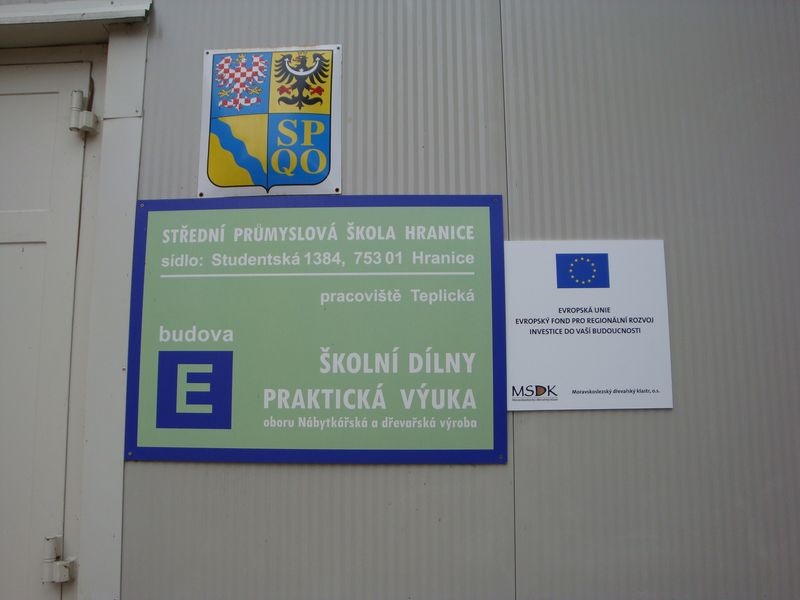 SP
QO
STŘEDNÍ PRŮMYSLOVÁ ŠKOLA HRANICE
sídlo: Studentská 1384, 753 01 Hranice
pracoviště Teplická
budova
E
ŠKOLNÍ DÍLNY
PRAKTICKÁ VÝUKA
oboru Nábytkářská a dřevařská výroba
EVROPSKÁ UNIE
EVROPSKÝ FOND PRO REGIONÁLNÍ ROZVOJ
INVESTICE DO VAŠÍ BUDOUCNOSTI
MSDK
Moravskoslezský dřevařský klastr, o.s.